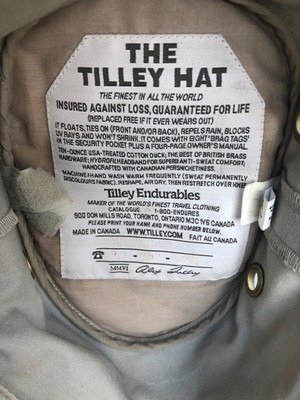 THE
TILLEY HAT
THE FINEST IN ALL THE WORLD
INSURED AGAINST LOSS, GUARANTEED FOR LIFE
(REPLACED FREE IF IT EVER WEARS OUT)
IT FLOATS, TIES ON (FRONT AND/OR BACK), REPELS RAIN, BLOCKS
UV RAYS AND WON'T SHRINK. IT COMES WITH EIGHT "BRAG TAGS"
IN THE SECURITY POCKET PLUS A FOUR-PAGE OWNER'S MANUAL.
TEN-OUNCE USA-TREATED COTTON DUCK; THE BEST OF BRITISH BRASS
HARDWARE; HYDROFIL HEADBAND FOR SUPERB ANTI-SWEAT COMFORT;
HANDCRAFTED WITH CANADIAN PERSNICKETINESS.
MACHINE / HAND WASH WARM FREQUENTLY (SWEAT PERMANENTLY
DISCOLOURS FABRIC). RESHAPE, AIR DRY, THEN RESTRETCH OVER KNEE
Tilley Endurables
MAKER OF THE WORLD'S FINEST TRAVEL CLOTHING
CATALOGUE 1-800-ENDURES
900 DON MILLS ROAD, TORONTO, ONTARIO M3C 1V6 CANADA
PLEASE PRINT YOUR NAME AND PHONE NUMBER BELOW.
MADE IN CANADA WWW.TILLEY.COM FAIT AU CANADA
MMVI Alex Tilley